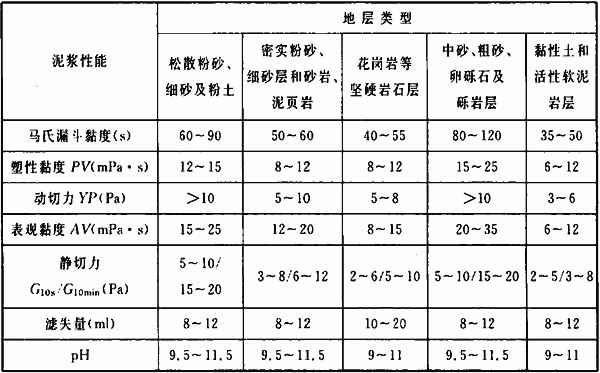 泥浆性能
地层类型
松散粉砂、
细砂及粉土
密实粉砂、
细砂层和砂岩、
泥页岩
花岗岩等
坚硬岩石层
中砂、粗砂、
卵砾石及
砾岩层
黏性土和
活性软泥
岩层
马氏漏斗黏度(s) 60~90 50~60 40~55 80~120 35~50
塑性黏度 PV(mPa·s) 12~15 8~12 8~12 15~25 6~12
动切力 YP(Pa) >10 5~10 5~8 >10 3~6
表观黏度 AV(mPa·s) 15~25 12~20 8~15 20~35 6~12
静切力
G10s/G10min(Pa)
5~10/
15~20
3~8/6~12 2~6/5~10 5~10/15~20 2~5/3~8
滤失量(ml) 8~12 8~12 10~20 8~12 8~12
pH 9.5~11.5 9.5~11.5 9~11 9.5~11.5 9~11